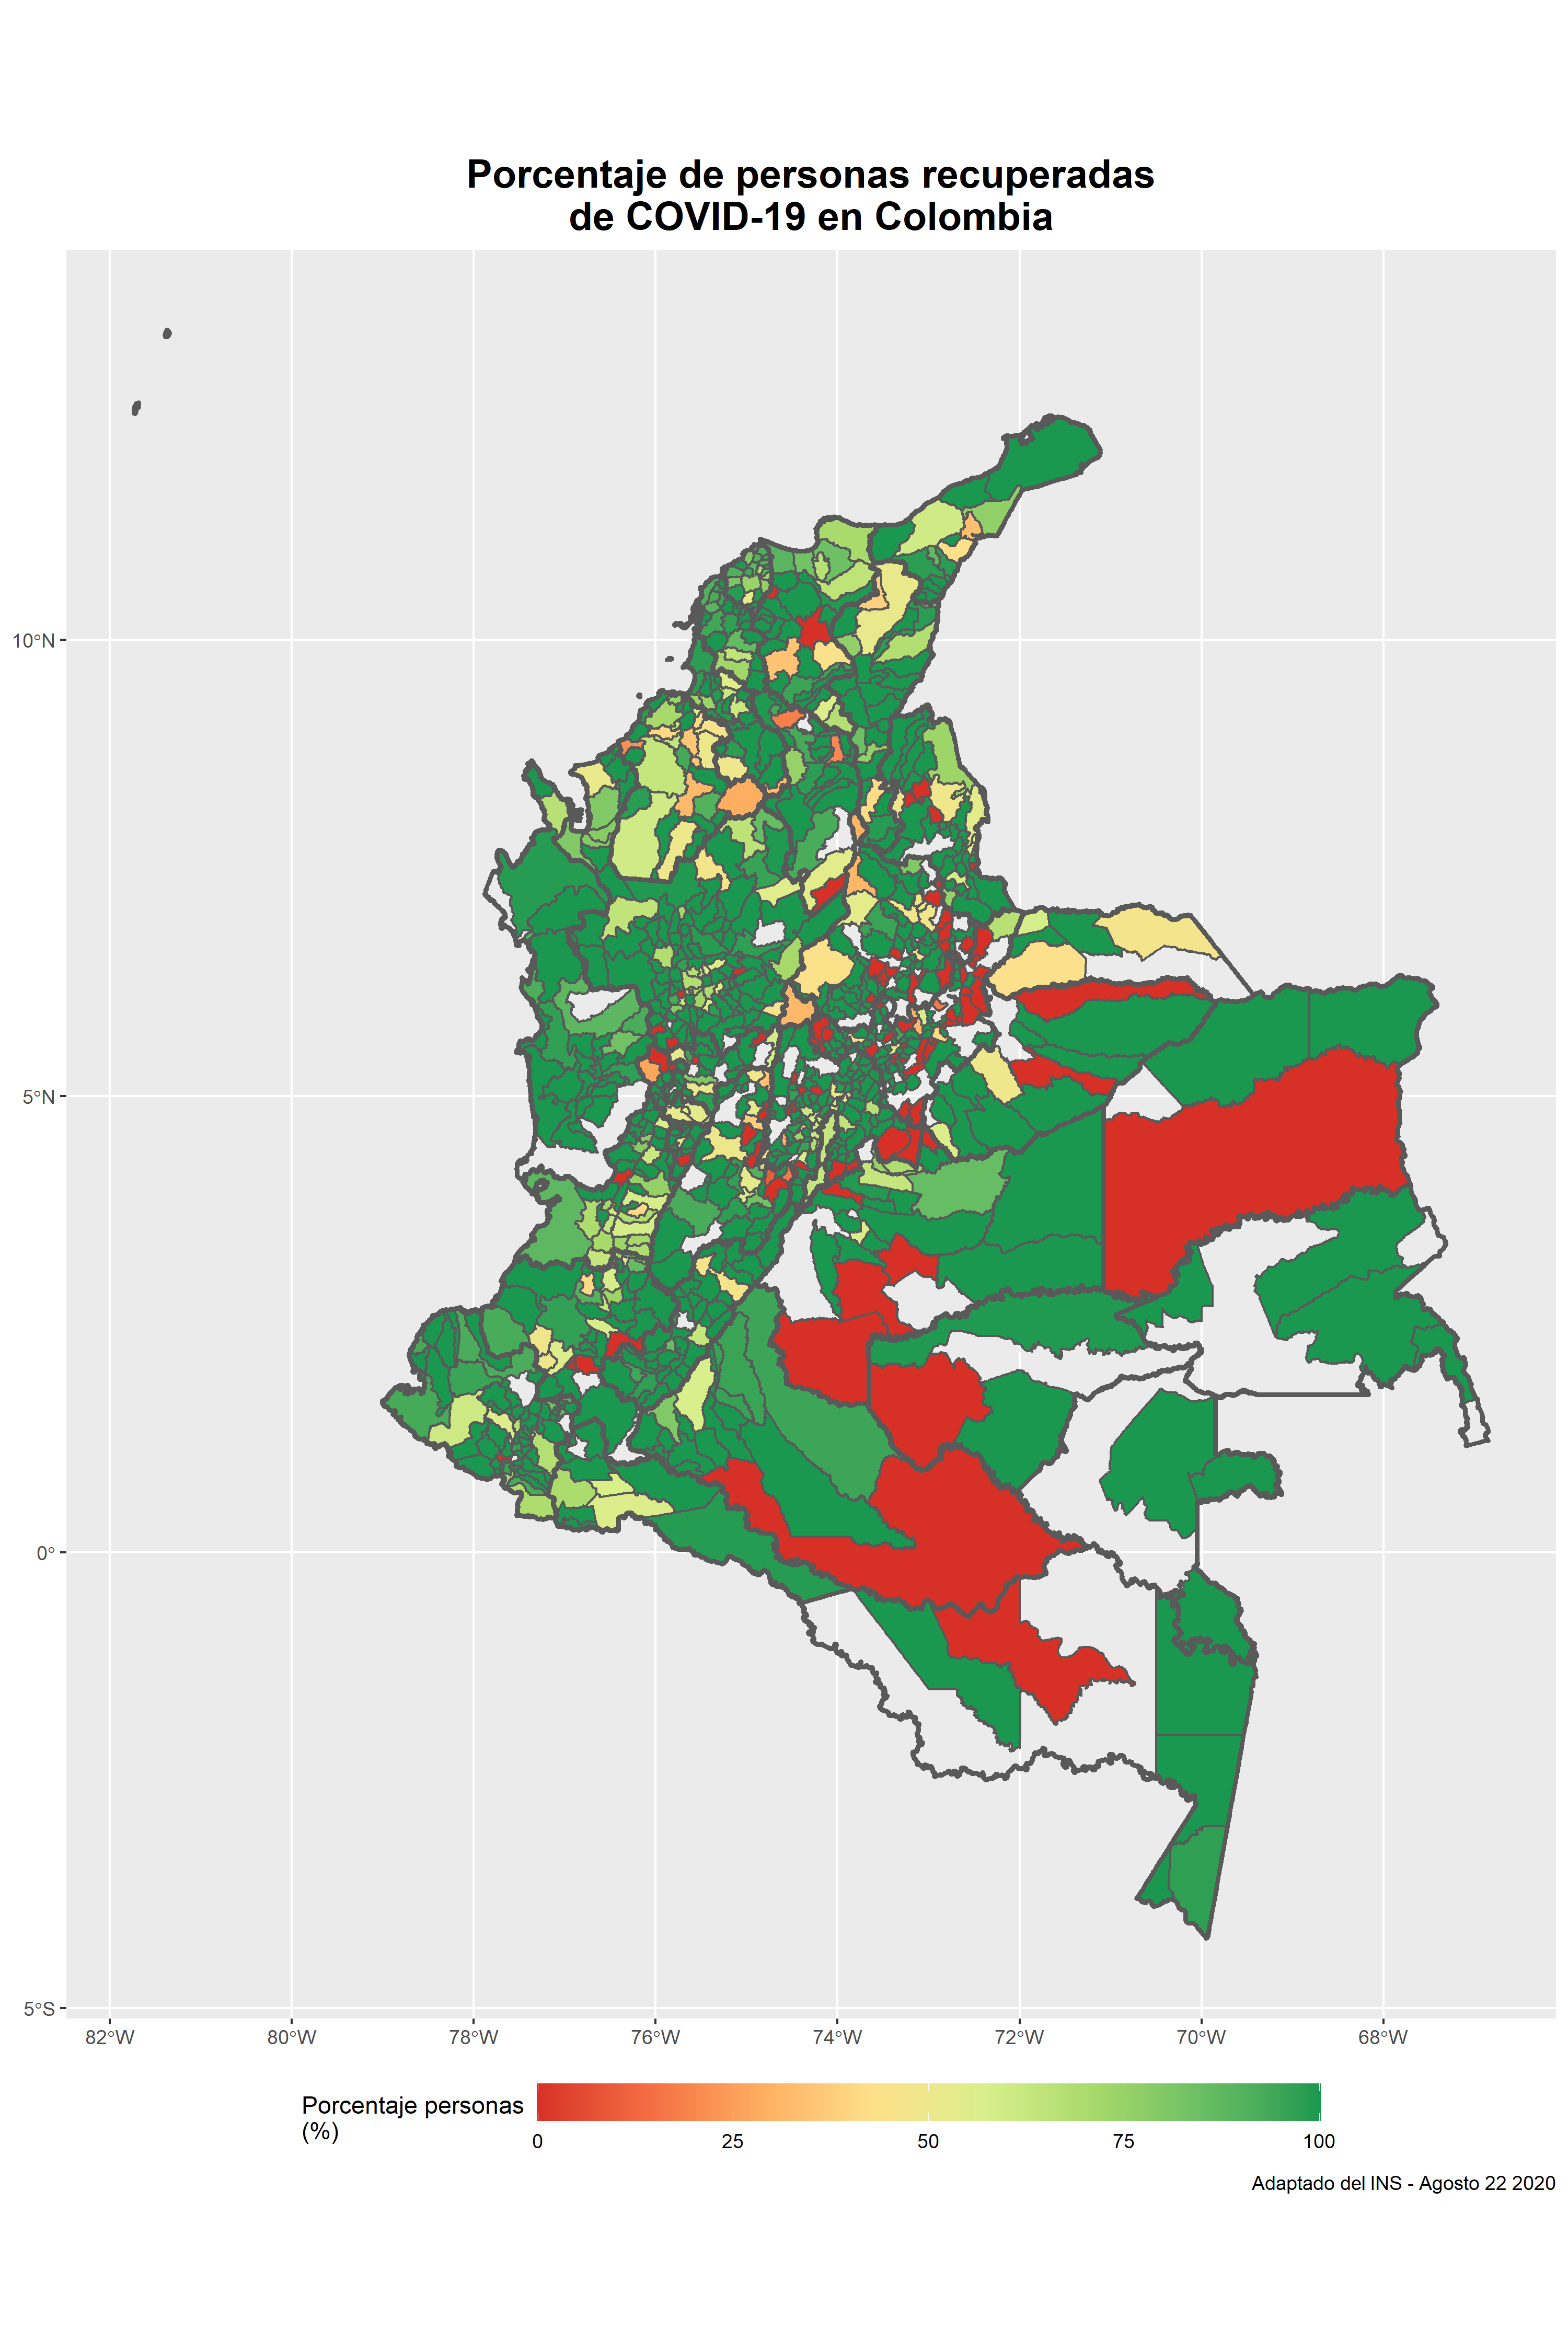 Porcentaje de personas recuperadas
de COVID-19 en Colombia
10°N
5°N
0°
5°S
82°W 80°W 78°W 76°W 74°W 72°W 70°W 68°W
Porcentaje personas
(%)
0 25 50 75 100
Adaptado del INS - Agosto 22 2020